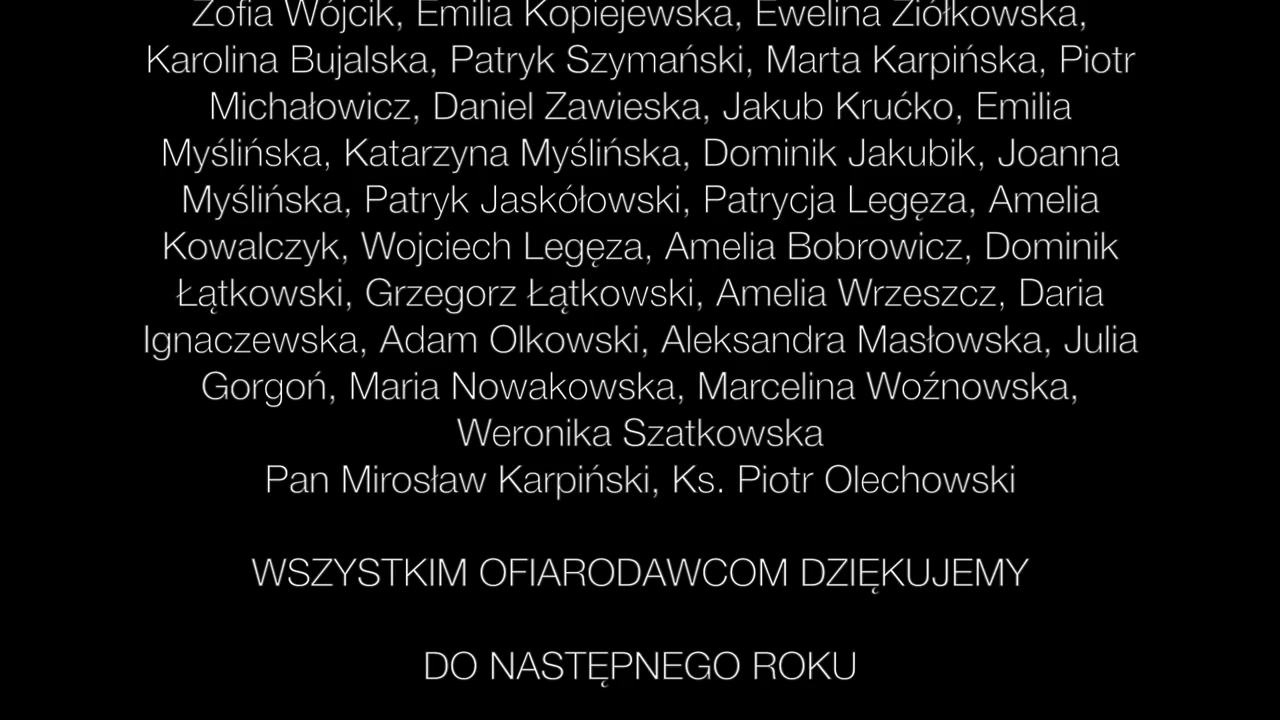 Zofia Wójcik, Emilia Kopiejewska, Ewelina Ziółkowska,
Karolina Bujalska, Patryk Szymański, Marta Karpińska, Piotr
Michałowicz, Daniel Zawieska, Jakub Krućko, Emilia
Myślińska, Katarzyna Myślińska, Dominik Jakubik, Joanna
Myślińska, Patryk Jaskółowski, Patrycja Legęza, Amelia
Kowalczyk, Wojciech Legęza, Amelia Bobrowicz, Dominik
Łątkowski, Grzegorz Łątkowski, Amelia Wrzeszcz, Daria
Ignaczewska, Adam Olkowski, Aleksandra Masłowska, Julia
Gorgoń, Maria Nowakowska, Marcelina Woźnowska,
Weronika Szatkowska
Pan Mirosław Karpiński, Ks. Piotr Olechowski
WSZYSTKIM OFIARODAWCOM DZIĘKUJEMY
DO NASTĘPNEGO ROKU